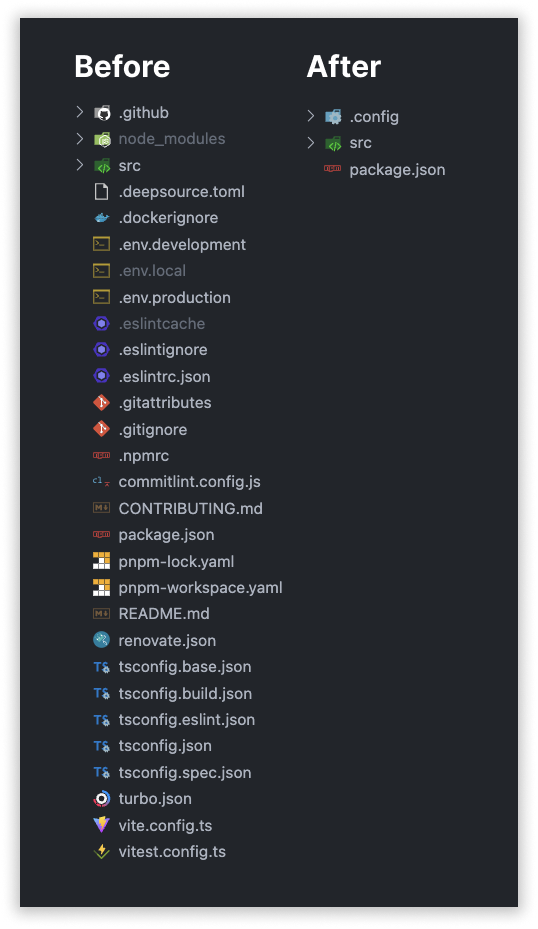 Before
.github
node_modules
src
.deepsource.toml
.dockerignore
.env.development
.env.local
.env.production
.eslintcache
.eslintignore
.eslintrc.json
.gitattributes
.gitignore
.npmrc
commitlint.config.js
CONTRIBUTING.md
package.json
pnpm-lock.yaml
pnpm-workspace.yaml
README.md
renovate.json
tsconfig.base.json
tsconfig.build.json
tsconfig.eslint.json
tsconfig.json
tsconfig.spec.json
turbo.json
vite.config.ts
vitest.config.ts
After
.config
src
package.json